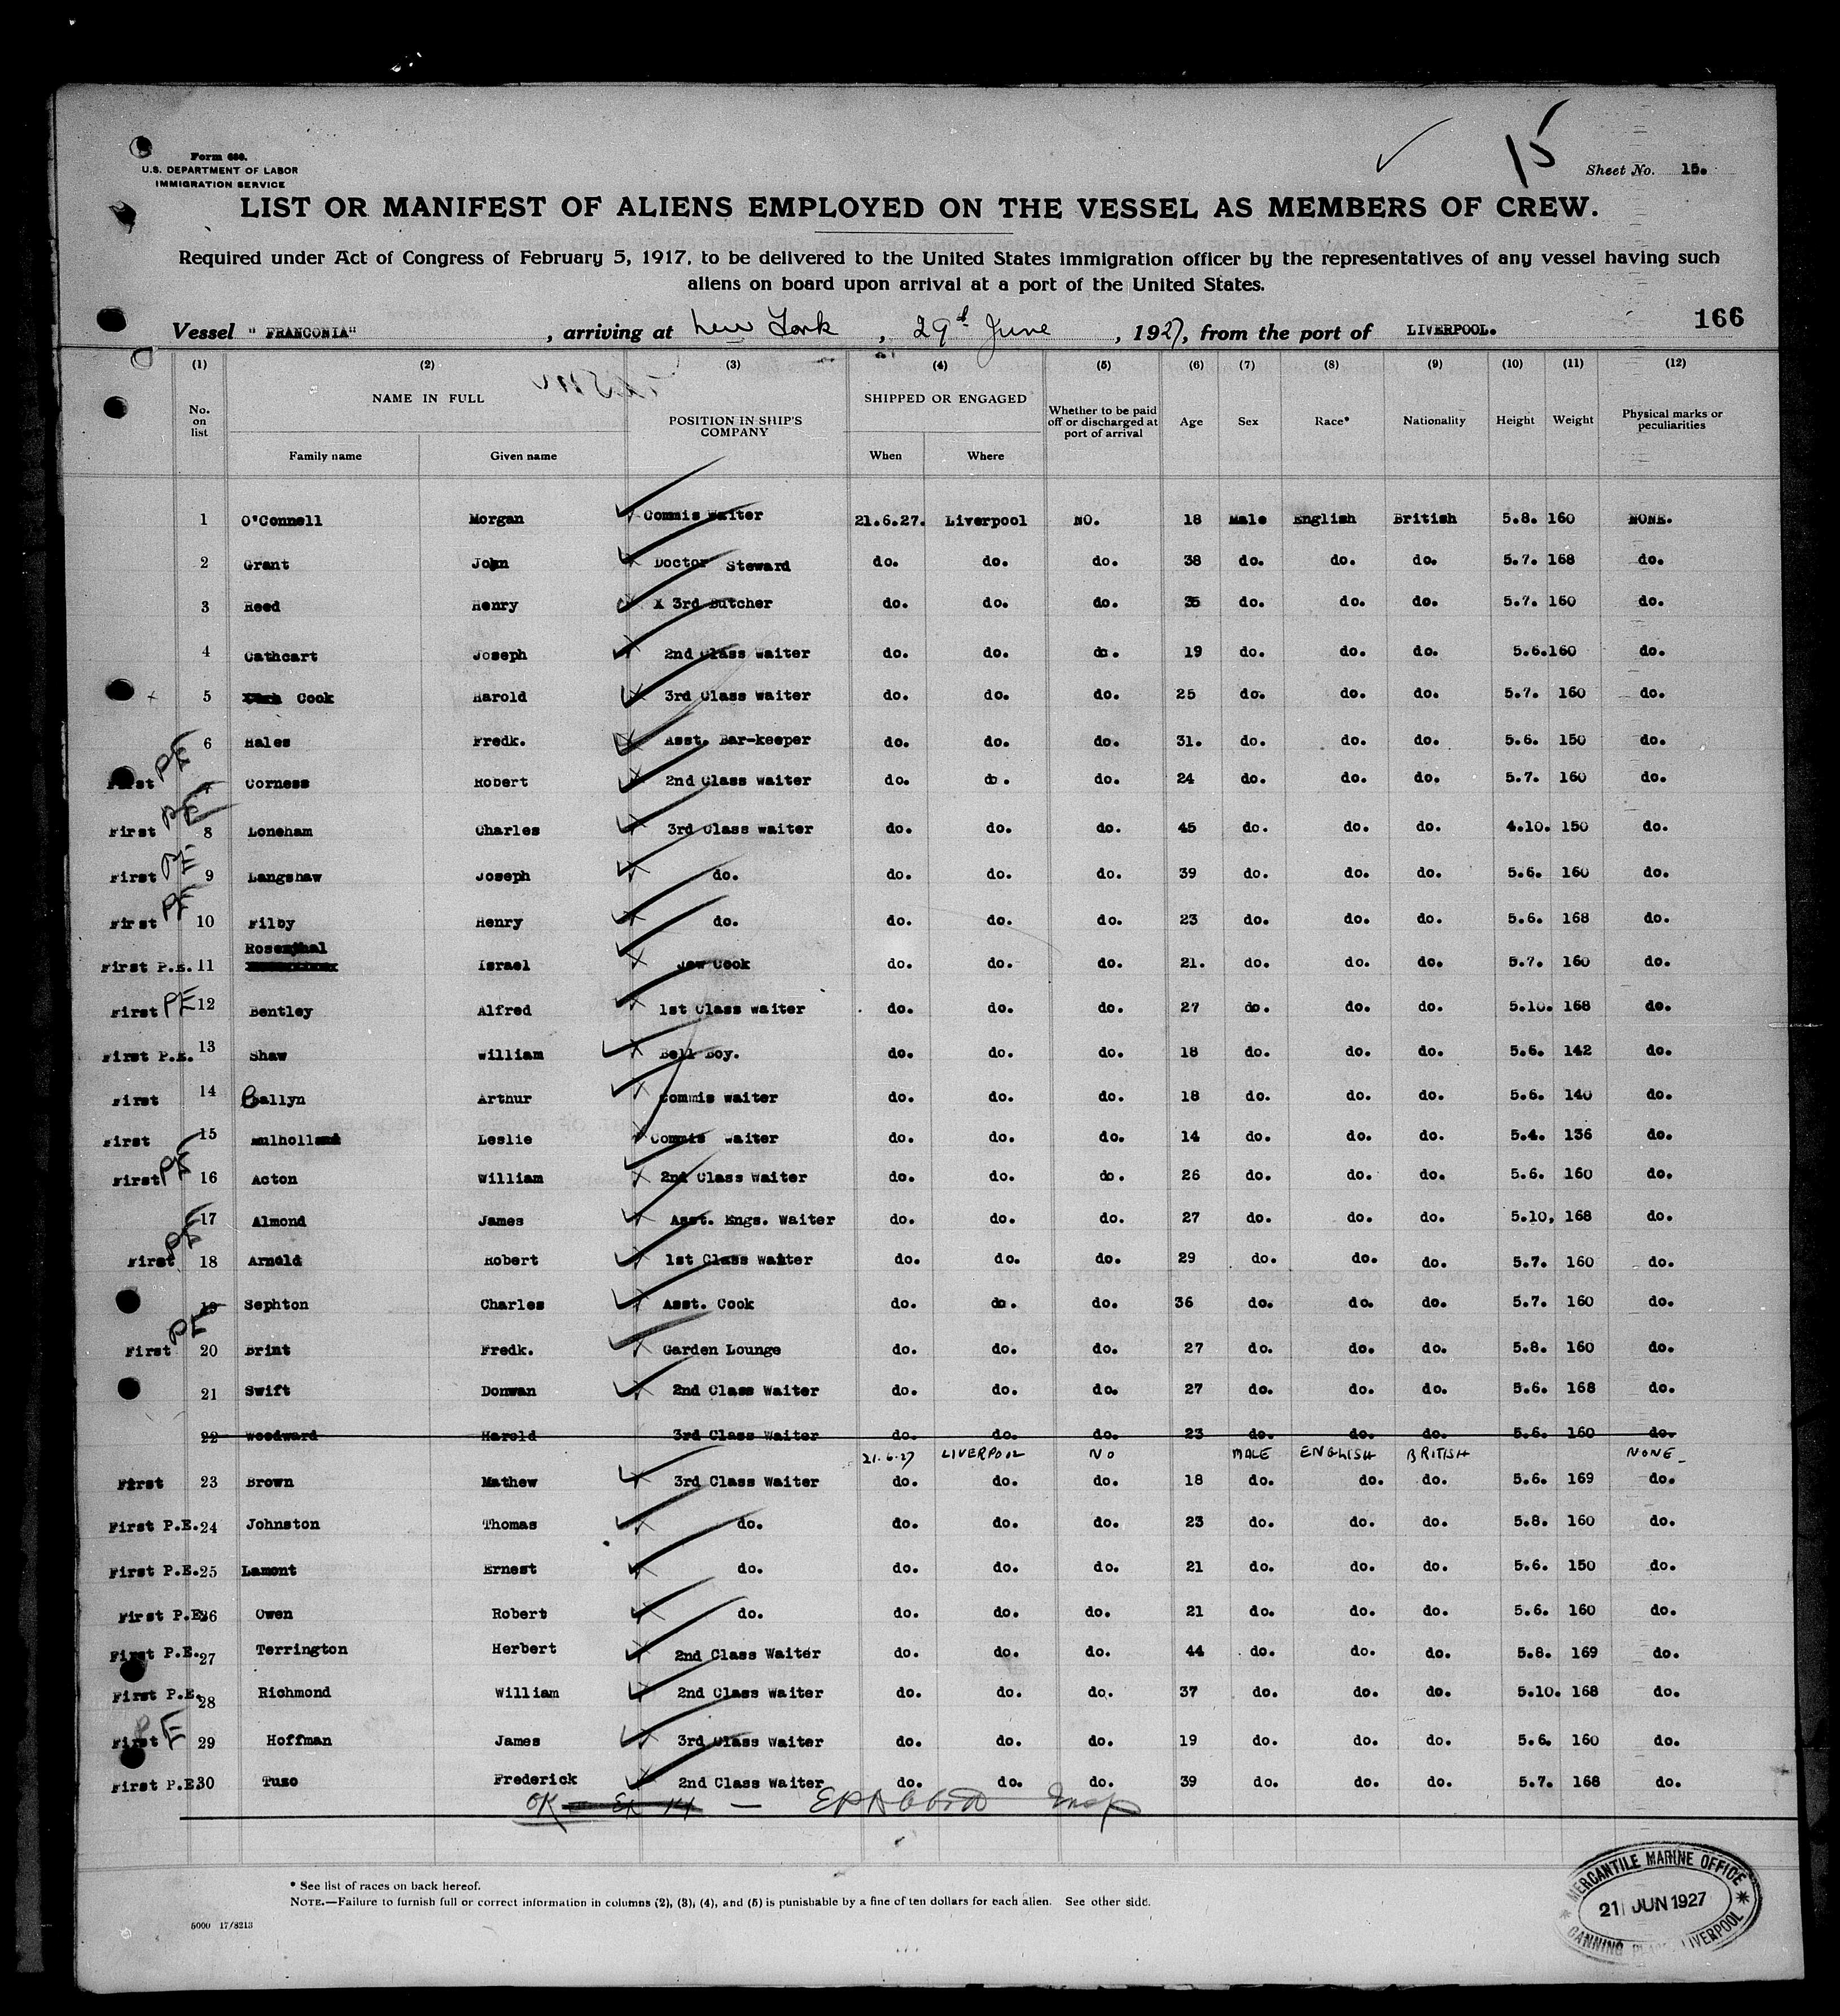 15
Form 689.
U.S. DEPARTMENT OF LABOR
IMMIGRATION SERVICE
Sheet No. 15.
LIST OR MANIFEST OF ALIENS EMPLOYED ON THE VESSEL AS MEMBERS OF CREW.
Required under Act of Congress of February 5, 1917, to be delivered to the United States immigration officer by the representatives of any vessel having such
aliens on board upon arrival at a port of the United States.
166
Vessel "FRANCONIA", arriving at New York, 29th June, 1927, from the port of LIVERPOOL.
(1) (2) (3) (4) (5) (6) (7) (8) (9) (10) (11) (12)
No. on list NAME IN FULL Family name Given name POSITION IN SHIP'S COMPANY SHIPPED OR ENGAGED When Where Whether to be paid off or discharged at port of arrival Age Sex Race* Nationality Height Weight Physical marks or peculiarities
1 O'Connell Morgan Commis Waiter 21.6.27. Liverpool NO. 18 Male English British 5.8. 160 NONE.
2 Grant John Doctor Steward do. do. do. 38 do. do. do. 5.7. 168 do.
3 Reed Henry X 3rd Butcher do. do. do. 35 do. do. do. 5.7. 160 do.
4 Cathcart Joseph 2nd Class Waiter do. do. do. 19 do. do. do. 5.6. 160 do.
5 Cook Harold 3rd Class Waiter do. do. do. 25 do. do. do. 5.7. 160 do.
6 Hales Fredk. Asst. Bar-keeper do. do. do. 31. do. do. do. 5.6. 150 do.
First PE Corness Robert 2nd Class Waiter do. do. do. 24 do. do. do. 5.7. 160 do.
First PE 8 Loneham Charles 3rd Class Waiter do. do. do. 45 do. do. do. 4.10. 150 do.
First PE 9 Langshaw Joseph do. do. do. do. 39 do. do. do. 5.6. 160 do.
First PE 10 Filby Henry do. do. do. do. 23 do. do. do. 5.6. 168 do.
First P.E. 11 Rosenthal Israel Jew Cook do. do. do. 21. do. do. do. 5.7. 160 do.
First PE 12 Bentley Alfred 1st Class Waiter do. do. do. 27 do. do. do. 5.10. 168 do.
First P.E. 13 Shaw William Bell Boy. do. do. do. 18 do. do. do. 5.6. 142 do.
First 14 Ballyn Arthur Commis Waiter do. do. do. 18 do. do. do. 5.6. 140 do.
First 15 Mulholland Leslie Commis Waiter do. do. do. 14 do. do. do. 5.4. 136 do.
First PE 16 Acton William 2nd Class Waiter do. do. do. 26 do. do. do. 5.6. 160 do.
17 Almond James Asst. Engs. Waiter do. do. do. 27 do. do. do. 5.10, 168 do.
First PE 18 Arnold Robert 1st Class Waiter do. do. do. 29 do. do. do. 5.7. 160 do.
19 Sephton Charles Asst. Cook do. do. do. 36 do. do. do. 5.7. 160 do.
First PE 20 Brint Fredk. Garden Lounge do. do. do. 27 do. do. do. 5.8. 160 do.
21 Swift Donwan 2nd Class Waiter do. do. do. 27 do. do. do. 5.6. 168 do.
22 Woodward Harold 3rd Class Waiter do. do. do. 23 do. do. do. 5.6. 160 do.
21.6.27 LIVERPOOL NO MALE ENGLISH BRITISH NONE
First 23 Brown Mathew 3rd Class Waiter do. do. do. 18 do. do. do. 5.6. 169 do.
First P.E. 24 Johnston Thomas do. do. do. do. 23 do. do. do. 5.8. 160 do.
First P.E. 25 Lamont Ernest do. do. do. do. 21 do. do. do. 5.6. 150 do.
First P.E. 26 Owen Robert do. do. do. do. 21 do. do. do. 5.6. 160 do.
First P.E. 27 Terrington Herbert 2nd Class Waiter do. do. do. 44 do. do. do. 5.8. 169 do.
First P.E. 28 Richmond William 2nd Class Waiter do. do. do. 37 do. do. do. 5.10. 168 do.
First PE 29 Hoffman James 3rd Class Waiter do. do. do. 19 do. do. do. 5.6. 160 do.
First P.E. 30 Tuzo Frederick 2nd Class Waiter do. do. do. 39 do. do. do. 5.7. 168 do.
OK Insp
* See list of races on back hereof.
NOTE.—Failure to furnish full or correct information in columns (2), (3), (4), and (5) is punishable by a fine of ten dollars for each alien. See other side.
5000 17/8213
MERCANTILE MARINE OFFICE
21 JUN 1927
CANNING LIVERPOOL